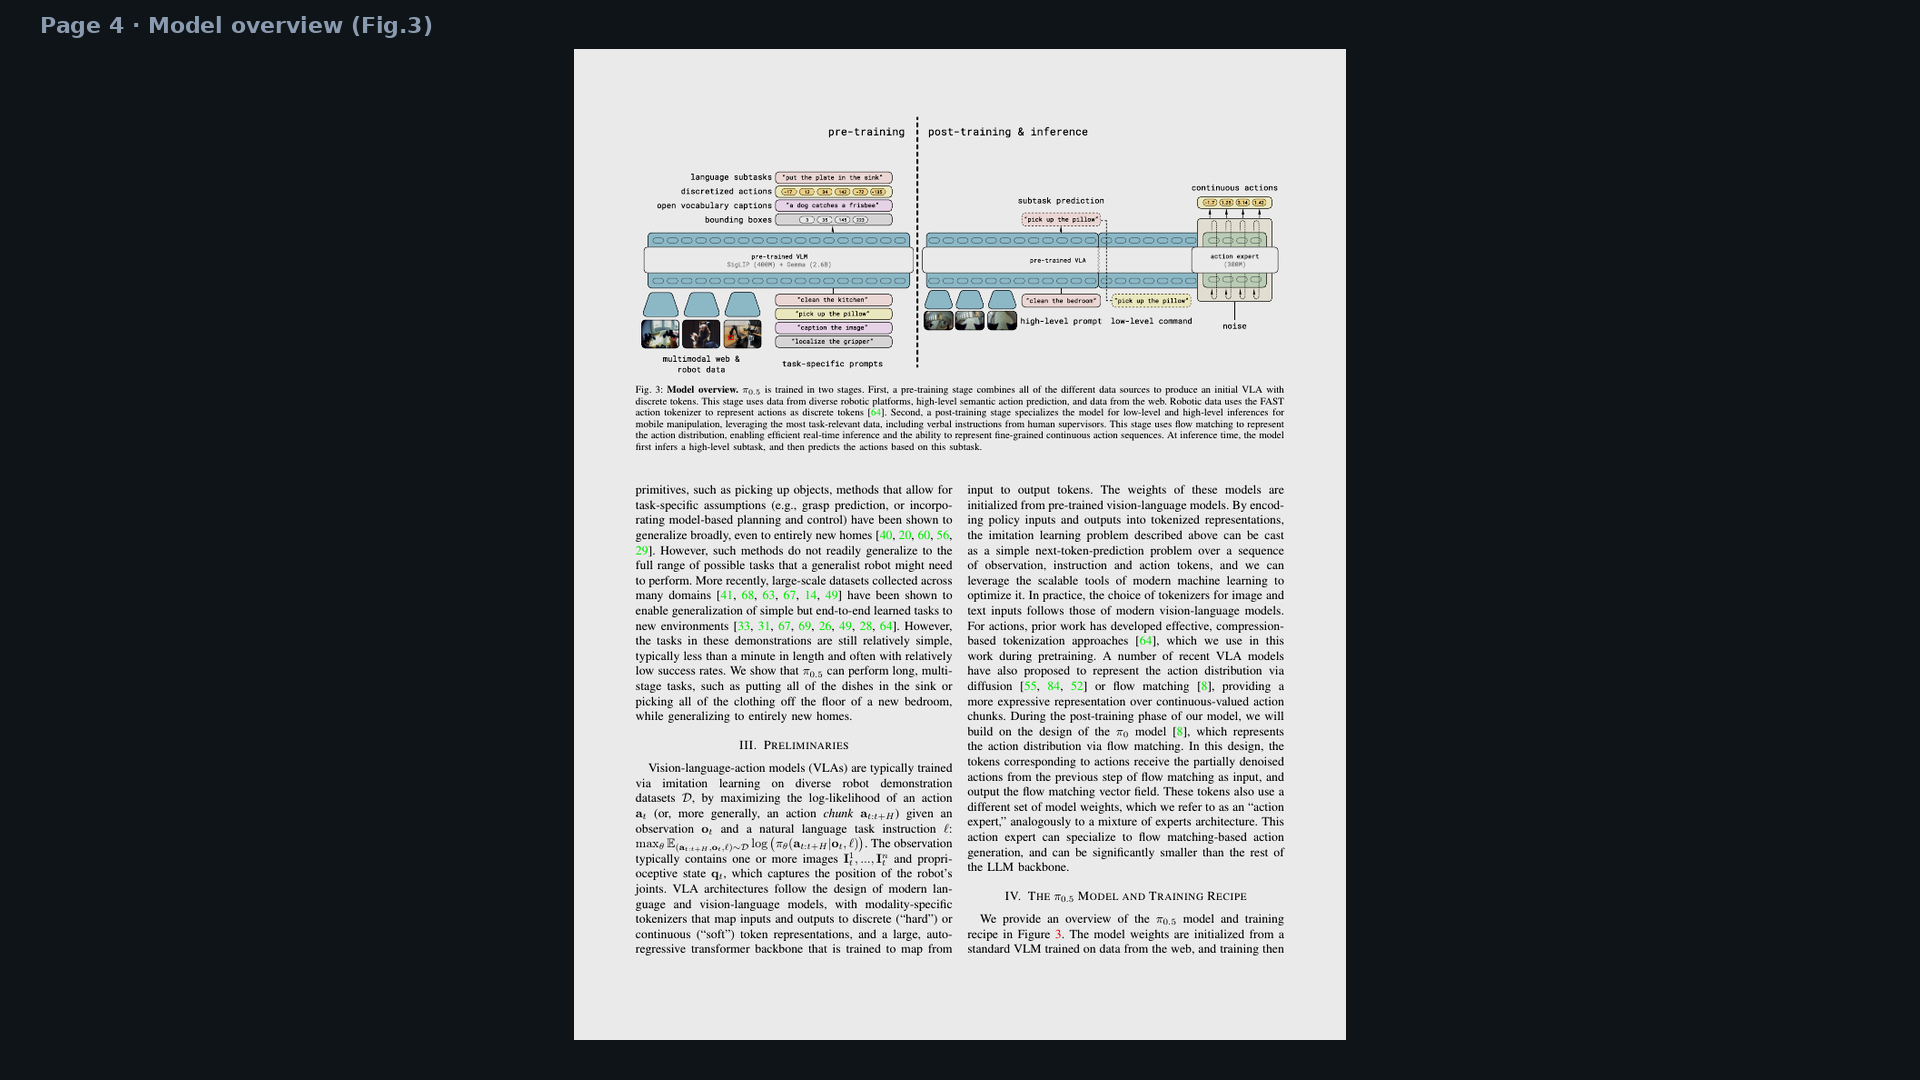 Page 4 · Model overview (Fig.3)
pre-training
post-training & inference
language subtasks
"put the plate in the sink"
discretized actions
-17 12 34 142 -72 -135
open vocabulary captions
"a dog catches a frisbee"
bounding boxes
3 35 145 223
pre-trained VLM
SigLIP (400M) + Gemma (2.6B)
"clean the kitchen"
"pick up the pillow"
"caption the image"
"localize the gripper"
multimodal web &
robot data
task-specific prompts
continuous actions
-1.7 1.25 3.14 1.42
subtask prediction
"pick up the pillow"
pre-trained VLA
action expert
(300M)
"clean the bedroom"
"pick up the pillow"
high-level prompt
low-level command
noise
Fig. 3: Model overview. π0.5 is trained in two stages. First, a pre-training stage combines all of the different data sources to produce an initial VLA with
discrete tokens. This stage uses data from diverse robotic platforms, high-level semantic action prediction, and data from the web. Robotic data uses the FAST
action tokenizer to represent actions as discrete tokens [64]. Second, a post-training stage specializes the model for low-level and high-level inferences for
mobile manipulation, leveraging the most task-relevant data, including verbal instructions from human supervisors. This stage uses flow matching to represent
the action distribution, enabling efficient real-time inference and the ability to represent fine-grained continuous action sequences. At inference time, the model
first infers a high-level subtask, and then predicts the actions based on this subtask.
primitives, such as picking up objects, methods that allow for
task-specific assumptions (e.g., grasp prediction, or incorpo-
rating model-based planning and control) have been shown to
generalize broadly, even to entirely new homes [40, 20, 60, 56,
29]. However, such methods do not readily generalize to the
full range of possible tasks that a generalist robot might need
to perform. More recently, large-scale datasets collected across
many domains [41, 68, 63, 67, 14, 49] have been shown to
enable generalization of simple but end-to-end learned tasks to
new environments [33, 31, 67, 69, 26, 49, 28, 64]. However,
the tasks in these demonstrations are still relatively simple,
typically less than a minute in length and often with relatively
low success rates. We show that π0.5 can perform long, multi-
stage tasks, such as putting all of the dishes in the sink or
picking all of the clothing off the floor of a new bedroom,
while generalizing to entirely new homes.
III. PRELIMINARIES
Vision-language-action models (VLAs) are typically trained
via imitation learning on diverse robot demonstration
datasets 𝒟, by maximizing the log-likelihood of an action
a_t (or, more generally, an action chunk a_{t:t+H}) given an
observation o_t and a natural language task instruction ℓ:
max_θ 𝔼_{(a_{t:t+H},o_t,ℓ)∼𝒟} log (π_θ(a_{t:t+H}|o_t, ℓ)). The observation
typically contains one or more images I_t^1, ..., I_t^n and propri-
oceptive state q_t, which captures the position of the robot's
joints. VLA architectures follow the design of modern lan-
guage and vision-language models, with modality-specific
tokenizers that map inputs and outputs to discrete (“hard”) or
continuous (“soft”) token representations, and a large, auto-
regressive transformer backbone that is trained to map from
input to output tokens. The weights of these models are
initialized from pre-trained vision-language models. By encod-
ing policy inputs and outputs into tokenized representations,
the imitation learning problem described above can be cast
as a simple next-token-prediction problem over a sequence
of observation, instruction and action tokens, and we can
leverage the scalable tools of modern machine learning to
optimize it. In practice, the choice of tokenizers for image and
text inputs follows those of modern vision-language models.
For actions, prior work has developed effective, compression-
based tokenization approaches [64], which we use in this
work during pretraining. A number of recent VLA models
have also proposed to represent the action distribution via
diffusion [55, 84, 52] or flow matching [8], providing a
more expressive representation over continuous-valued action
chunks. During the post-training phase of our model, we will
build on the design of the π0 model [8], which represents
the action distribution via flow matching. In this design, the
tokens corresponding to actions receive the partially denoised
actions from the previous step of flow matching as input, and
output the flow matching vector field. These tokens also use a
different set of model weights, which we refer to as an “action
expert,” analogously to a mixture of experts architecture. This
action expert can specialize to flow matching-based action
generation, and can be significantly smaller than the rest of
the LLM backbone.
IV. THE π0.5 MODEL AND TRAINING RECIPE
We provide an overview of the π0.5 model and training
recipe in Figure 3. The model weights are initialized from a
standard VLM trained on data from the web, and training then